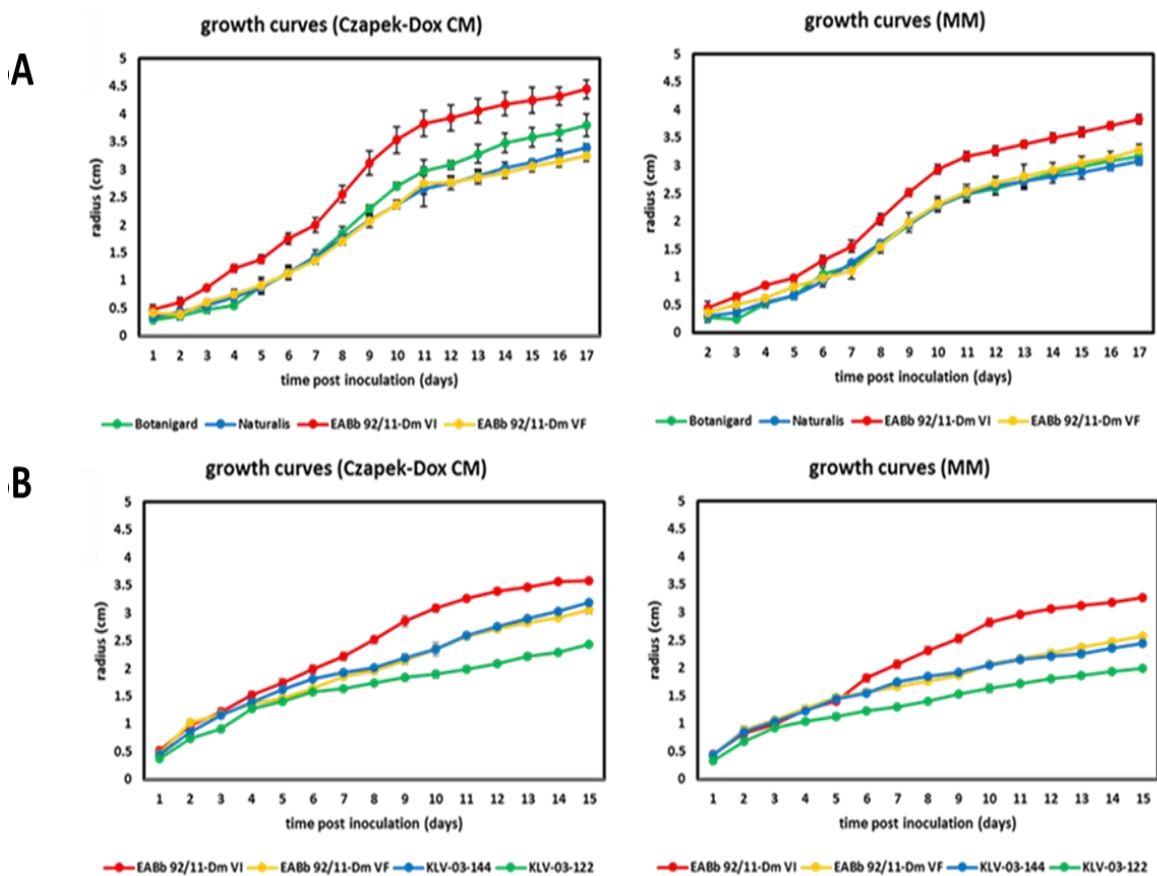 A
growth curves (Czapek-Dox CM)
growth curves (MM)
radius (cm)
5
4.5
4
3.5
3
2.5
2
1.5
1
0.5
0
1 2 3 4 5 6 7 8 9 10 11 12 13 14 15 16 17
time post inoculation (days)
Botanigard Naturalis EABb 92/11-Dm VI EABb 92/11-Dm VF
radius (cm)
5
4.5
4
3.5
3
2.5
2
1.5
1
0.5
0
2 3 4 5 6 7 8 9 10 11 12 13 14 15 16 17
time post inoculation (days)
Botanigard Naturalis EABb 92/11-Dm VI EABb 92/11-Dm VF
B
growth curves (Czapek-Dox CM)
growth curves (MM)
radius (cm)
5
4.5
4
3.5
3
2.5
2
1.5
1
0.5
0
1 2 3 4 5 6 7 8 9 10 11 12 13 14 15
time post inoculation (days)
EABb 92/11-Dm VI EABb 92/11-Dm VF KLV-03-144 KLV-03-122
radius (cm)
5
4.5
4
3.5
3
2.5
2
1.5
1
0.5
0
1 2 3 4 5 6 7 8 9 10 11 12 13 14 15
time post inoculation (days)
EABb 92/11-Dm VI EABb 92/11-Dm VF KLV-03-144 KLV-03-122